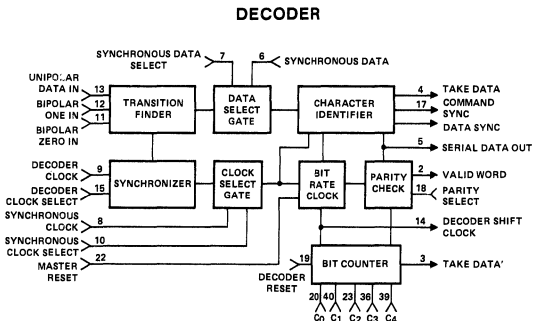 DECODER
SYNCHRONOUS DATA
SELECT
7
6
SYNCHRONOUS DATA
UNIPOLAR
DATA IN
13
BIPOLAR
ONE IN
12
11
BIPOLAR
ZERO IN
TRANSITION
FINDER
DATA
SELECT
GATE
CHARACTER
IDENTIFIER
4
TAKE DATA
17
COMMAND
SYNC
DATA SYNC
5
SERIAL DATA OUT
DECODER
CLOCK
9
DECODER
CLOCK SELECT
15
SYNCHRONIZER
CLOCK
SELECT
GATE
BIT
RATE
CLOCK
PARITY
CHECK
2
VALID WORD
18
PARITY
SELECT
SYNCHRONOUS
CLOCK
8
SYNCHRONOUS
CLOCK SELECT
10
MASTER
RESET
22
14
DECODER SHIFT
CLOCK
DECODER
RESET
19
BIT COUNTER
3
TAKE DATA'
20 40 23 36 39
C0 C1 C2 C3 C4